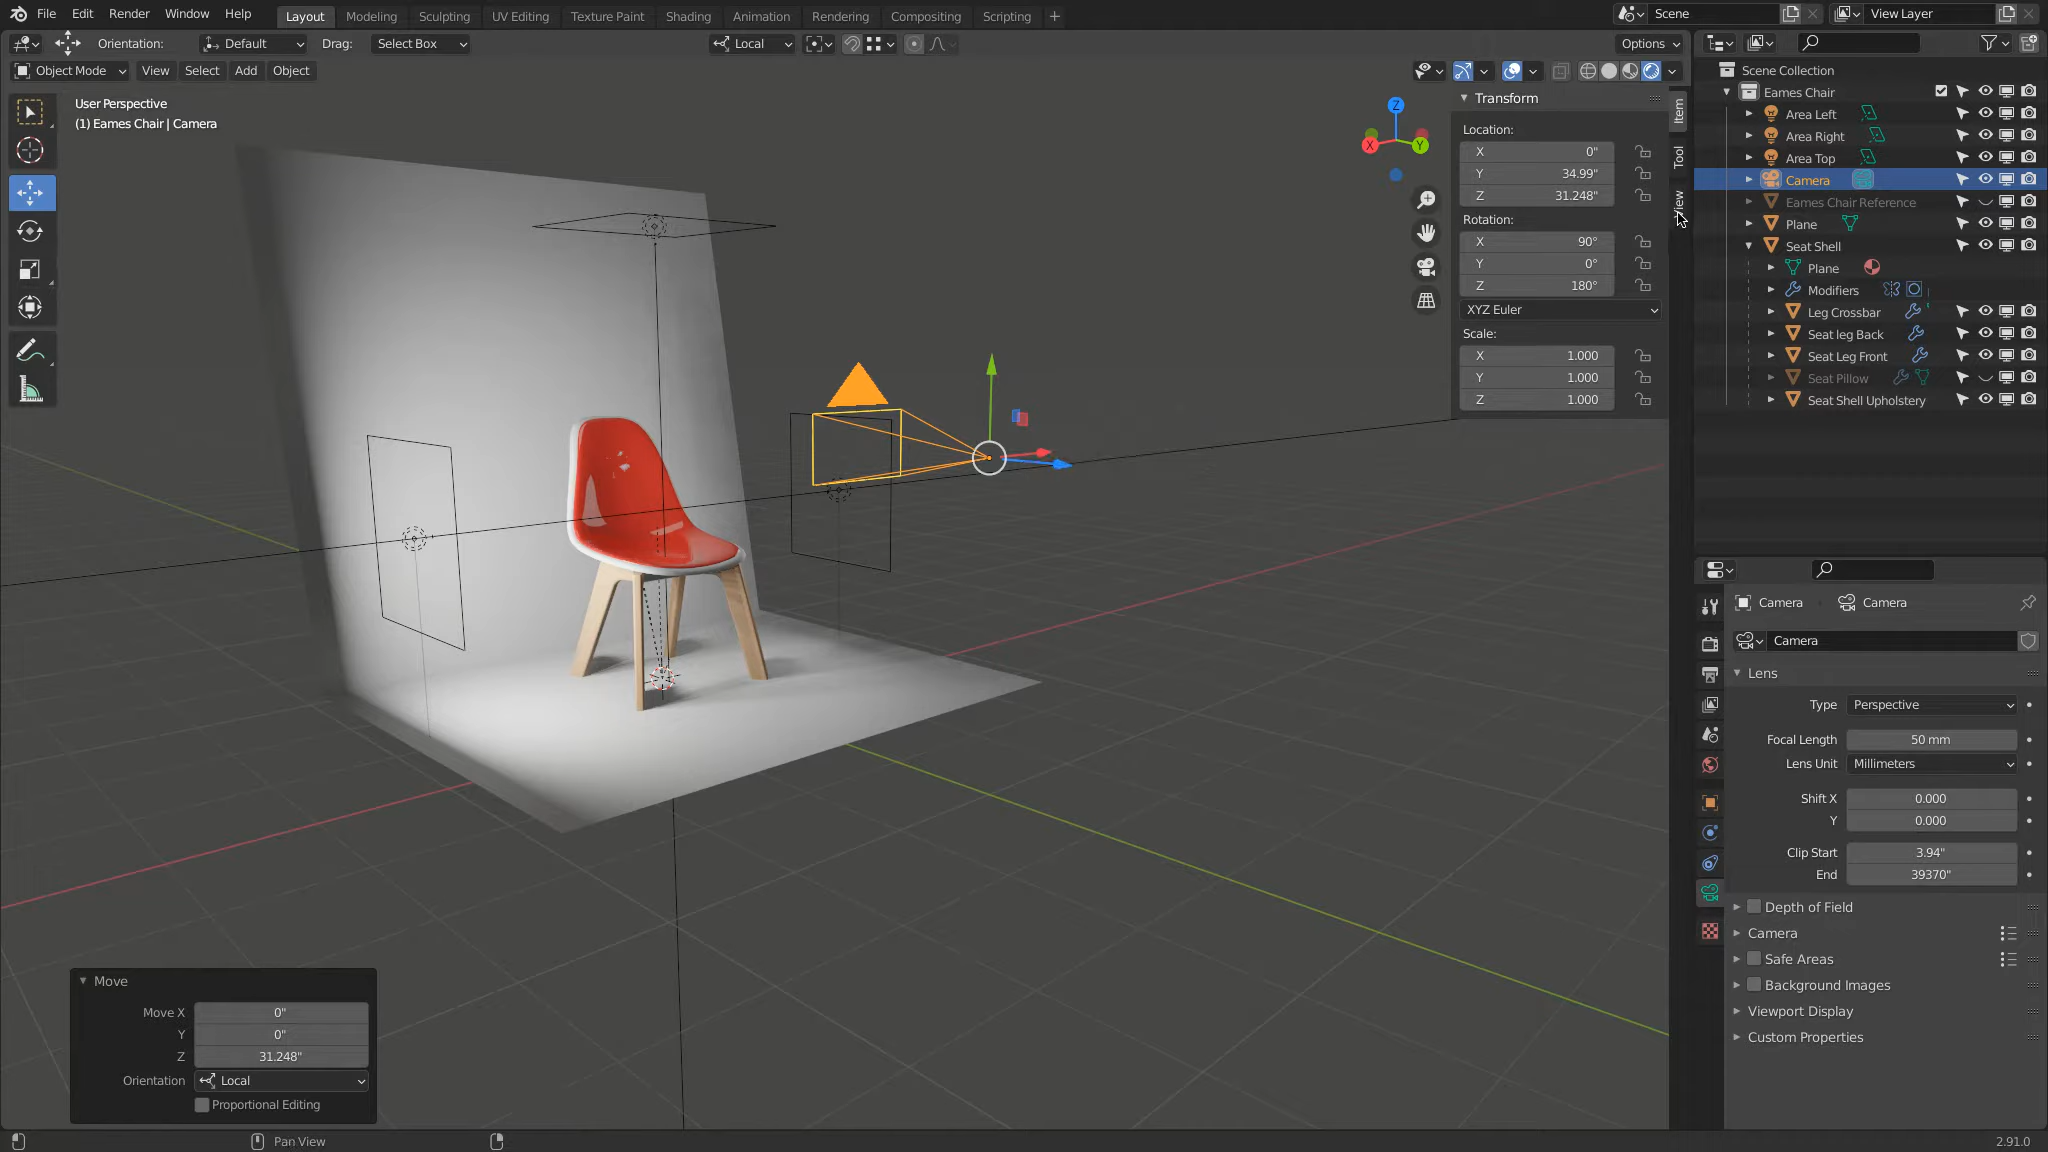 File Edit Render Window Help Layout Modeling Sculpting UV Editing Texture Paint Shading Animation Rendering Compositing Scripting + Scene View Layer
Orientation: Default Drag: Select Box Local Options
Object Mode View Select Add Object
User Perspective
(1) Eames Chair | Camera
Z
X
Y
Transform
Location:
X 0"
Y 34.99"
Z 31.248"
Rotation:
X 90°
Y 0°
Z 180°
XYZ Euler
Scale:
X 1.000
Y 1.000
Z 1.000
Item
Tool
View
Scene Collection
Eames Chair
Area Left
Area Right
Area Top
Camera
Eames Chair Reference
Plane
Seat Shell
Plane
Modifiers
Leg Crossbar
Seat leg Back
Seat Leg Front
Seat Pillow
Seat Shell Upholstery
Camera Camera
Camera
Lens
Type Perspective
Focal Length 50 mm
Lens Unit Millimeters
Shift X 0.000
Y 0.000
Clip Start 3.94"
End 39370"
Depth of Field
Camera
Safe Areas
Background Images
Viewport Display
Custom Properties
Move
Move X 0"
Y 0"
Z 31.248"
Orientation Local
Proportional Editing
Pan View
2.91.0